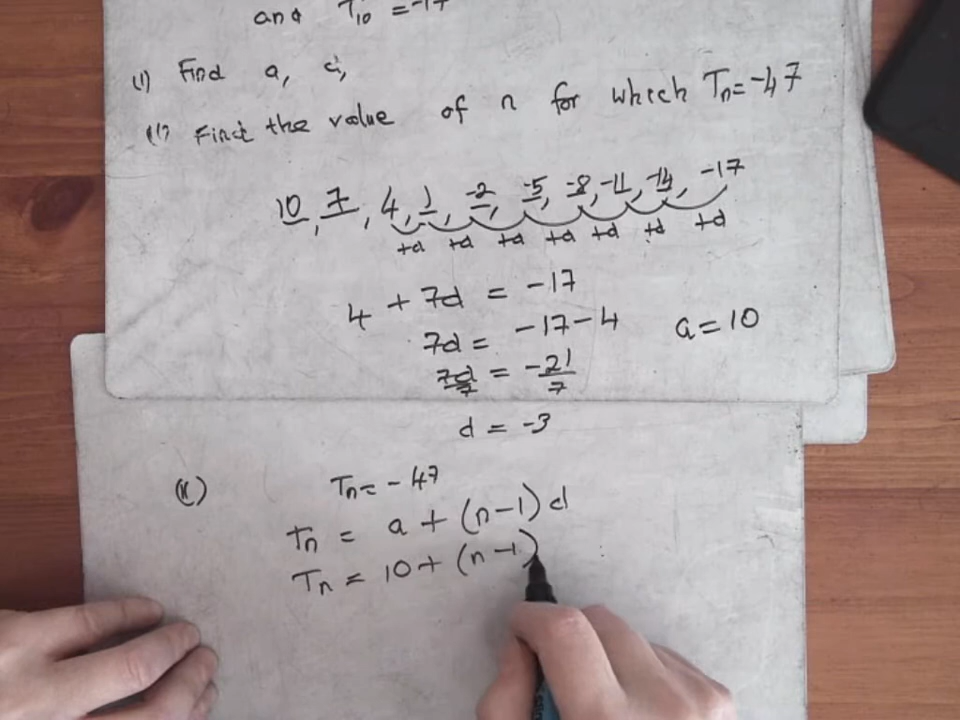 and T10 = -17
(i) Find a, d,
(ii) Find the value of n for which Tn = -47
10, 7, 4, 1, -2, -5, -8, -11, -14, -17
+d +d +d +d +d +d +d
4 + 7d = -17
7d = -17 - 4 a = 10
7d/7 = -21/7
d = -3
(ii) Tn = -47
Tn = a + (n-1) d
Tn = 10 + (n-1)